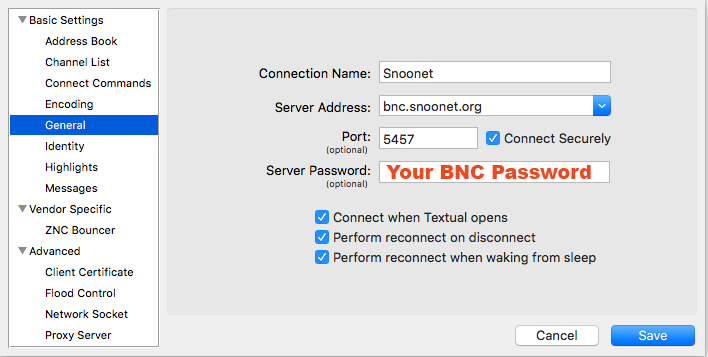 Basic Settings
Address Book
Channel List
Connect Commands
Encoding
General
Identity
Highlights
Messages
Vendor Specific
ZNC Bouncer
Advanced
Client Certificate
Flood Control
Network Socket
Proxy Server
Connection Name: Snoonet
Server Address: bnc.snoonet.org
Port: 5457 Connect Securely
(optional)
Server Password: Your BNC Password
(optional)
Connect when Textual opens
Perform reconnect on disconnect
Perform reconnect when waking from sleep
Cancel Save